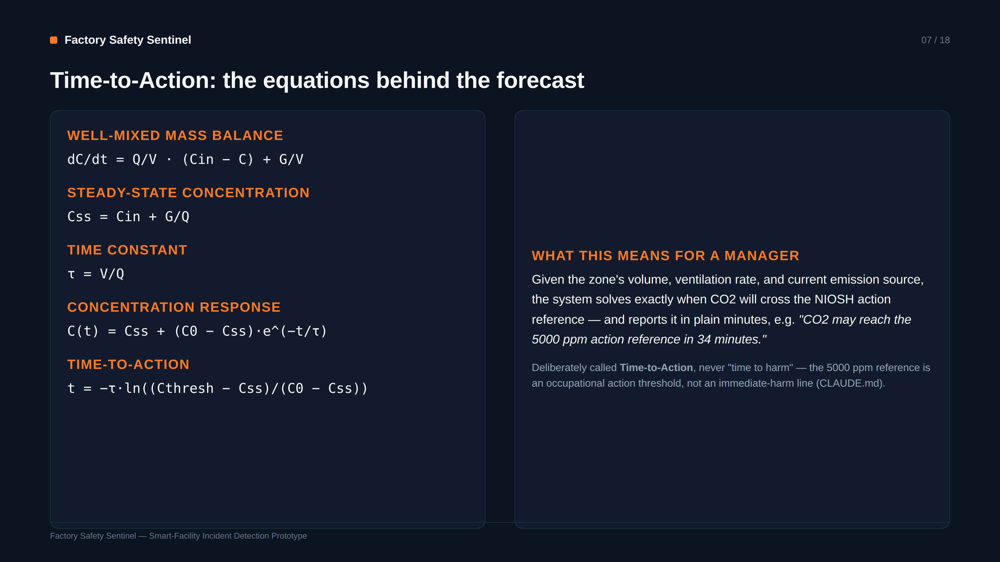 Factory Safety Sentinel
07 / 18
Time-to-Action: the equations behind the forecast
WELL-MIXED MASS BALANCE
dC/dt = Q/V · (Cin − C) + G/V
STEADY-STATE CONCENTRATION
Css = Cin + G/Q
TIME CONSTANT
τ = V/Q
CONCENTRATION RESPONSE
C(t) = Css + (C0 − Css)·e^(−t/τ)
TIME-TO-ACTION
t = −τ·ln((Cthresh − Css)/(C0 − Css))
WHAT THIS MEANS FOR A MANAGER
Given the zone's volume, ventilation rate, and current emission source,
the system solves exactly when CO2 will cross the NIOSH action
reference — and reports it in plain minutes, e.g. "CO2 may reach the
5000 ppm action reference in 34 minutes."
Deliberately called Time-to-Action, never "time to harm" — the 5000 ppm reference is
an occupational action threshold, not an immediate-harm line (CLAUDE.md).
Factory Safety Sentinel — Smart-Facility Incident Detection Prototype